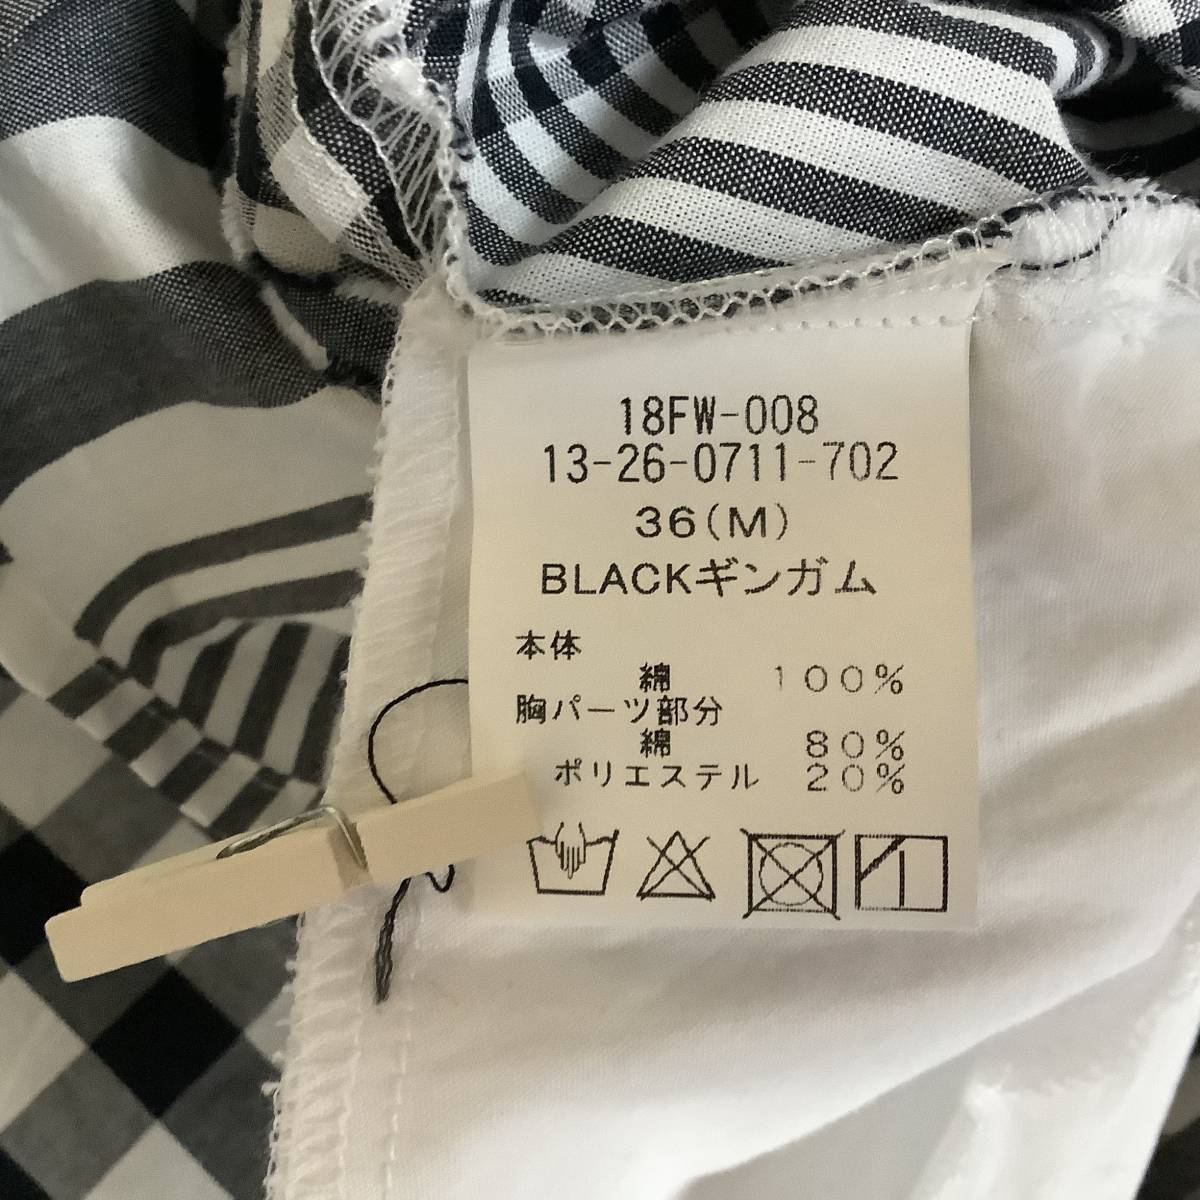 18FW-008
13-26-0711-702
36(M)
BLACKギンガム
本体
綿 100%
胸パーツ部分
綿 80%
ポリエステル 20%